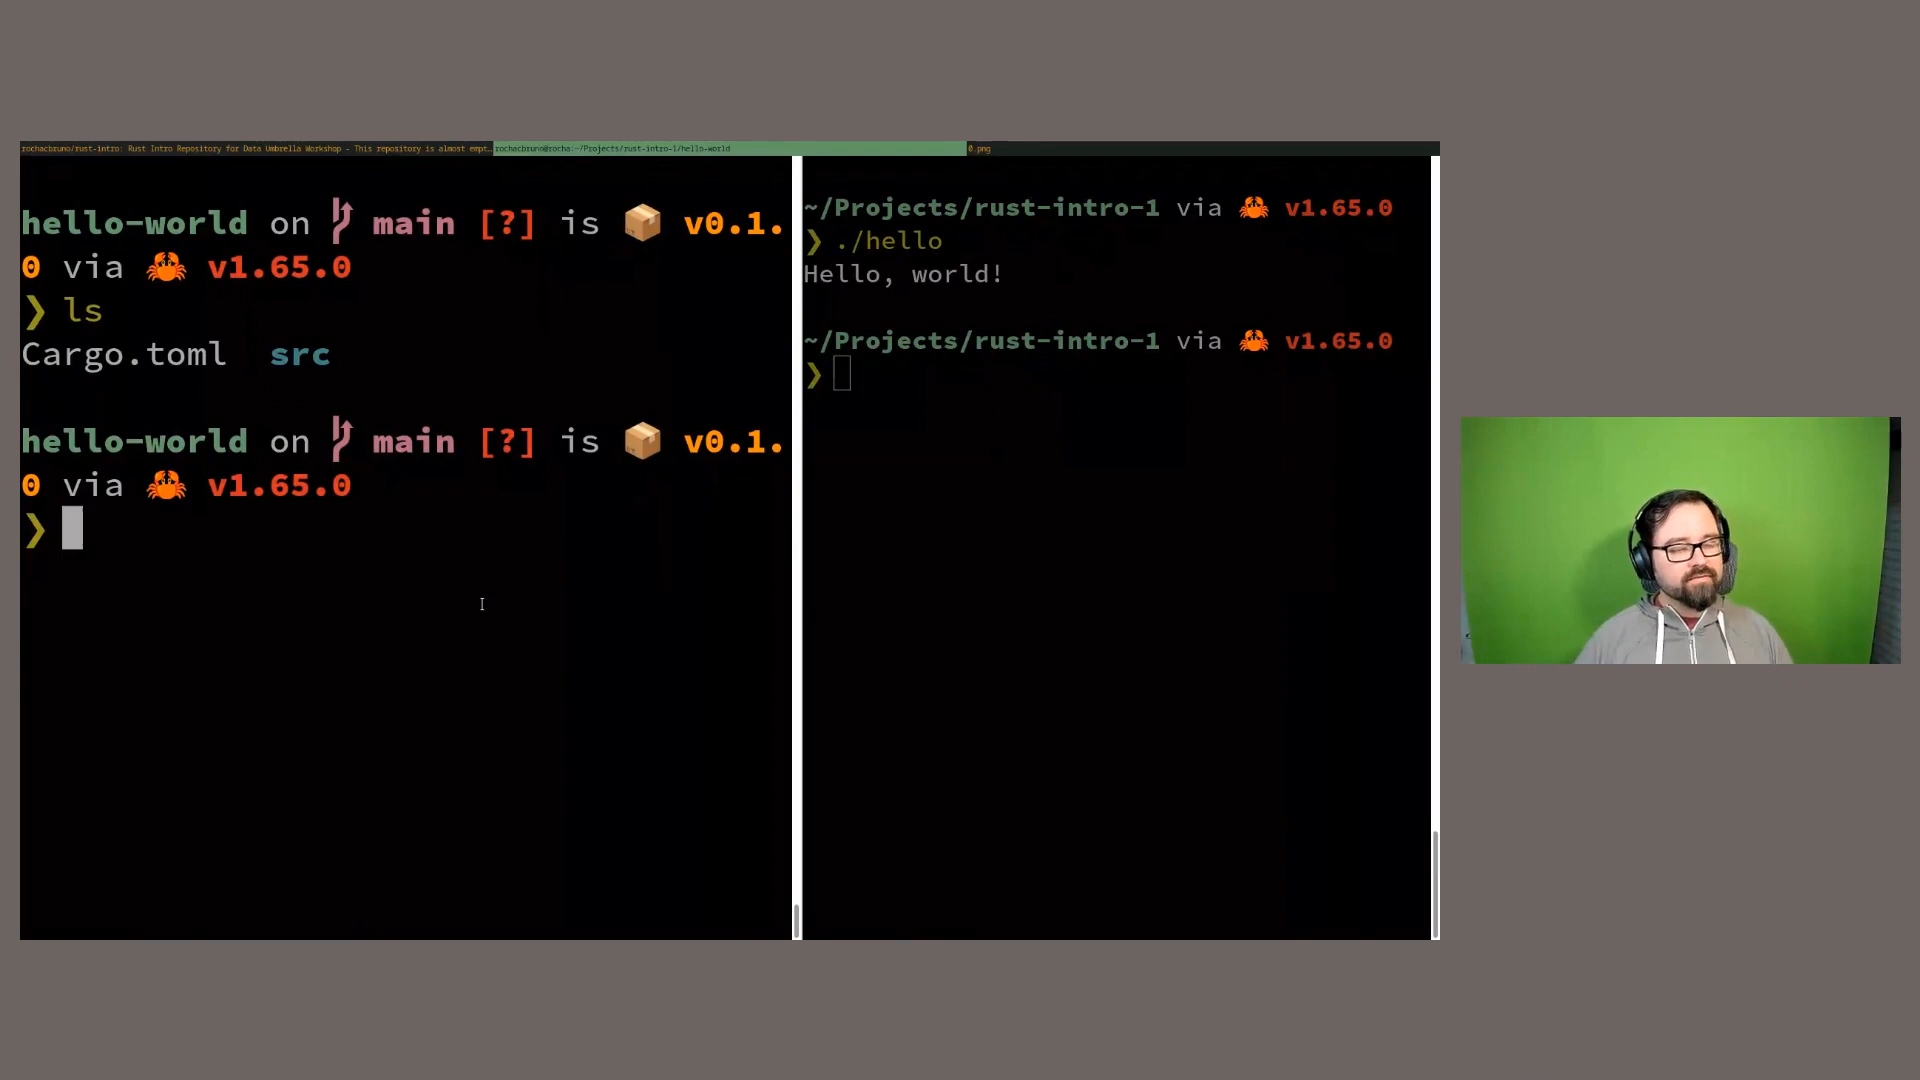 rochacbruno/rust-intro: Rust Intro Repository for Data Umbrella Workshop - This repository is almost empt...
rochacbruno@rocha:~/Projects/rust-intro-1/hello-world
0.png
hello-world on main [?] is 📦 v0.1.
0 via 🦀 v1.65.0
❯ ls
Cargo.toml src
hello-world on main [?] is 📦 v0.1.
0 via 🦀 v1.65.0
❯
~/Projects/rust-intro-1 via 🦀 v1.65.0
❯ ./hello
Hello, world!
~/Projects/rust-intro-1 via 🦀 v1.65.0
❯